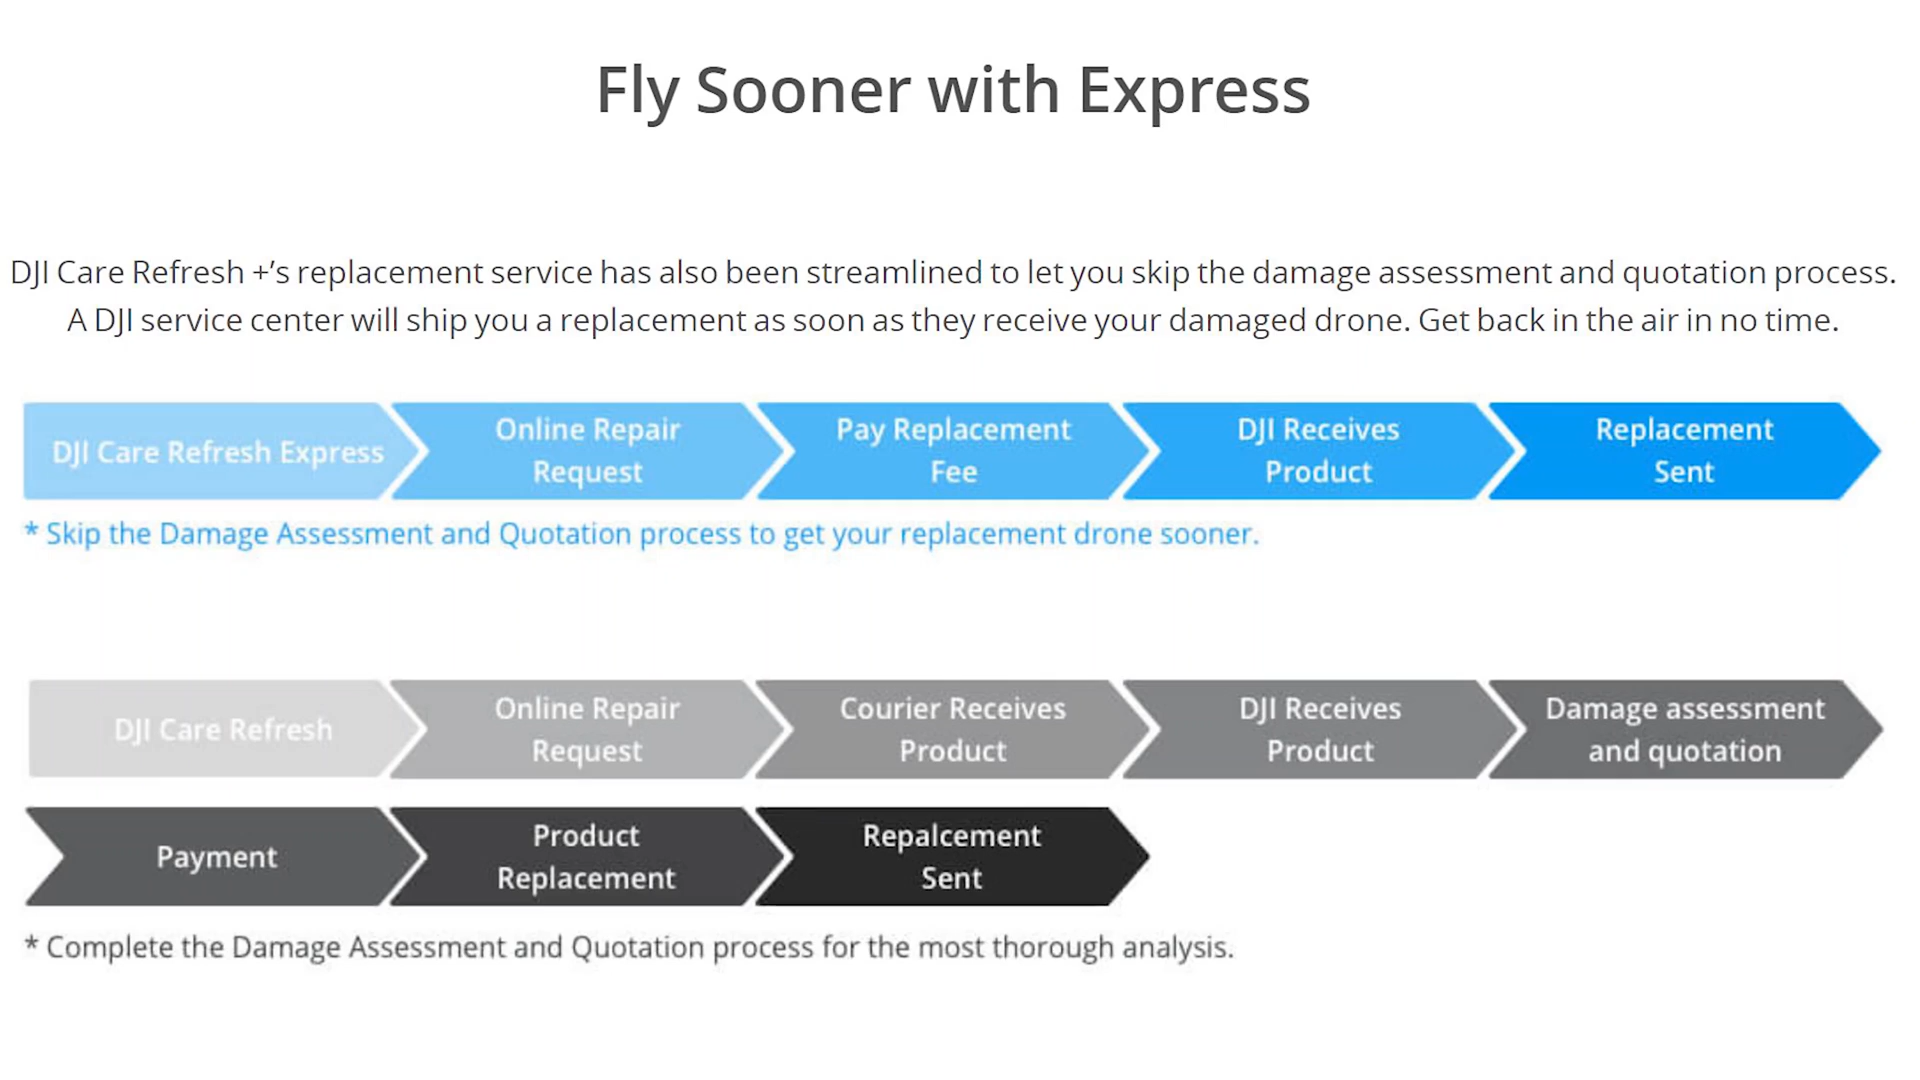 Fly Sooner with Express
DJI Care Refresh +’s replacement service has also been streamlined to let you skip the damage assessment and quotation process.
A DJI service center will ship you a replacement as soon as they receive your damaged drone. Get back in the air in no time.
DJI Care Refresh Express
Online Repair
Request
Pay Replacement
Fee
DJI Receives
Product
Replacement
Sent
* Skip the Damage Assessment and Quotation process to get your replacement drone sooner.
DJI Care Refresh
Online Repair
Request
Courier Receives
Product
DJI Receives
Product
Damage assessment
and quotation
Payment
Product
Replacement
Repalcement
Sent
* Complete the Damage Assessment and Quotation process for the most thorough analysis.